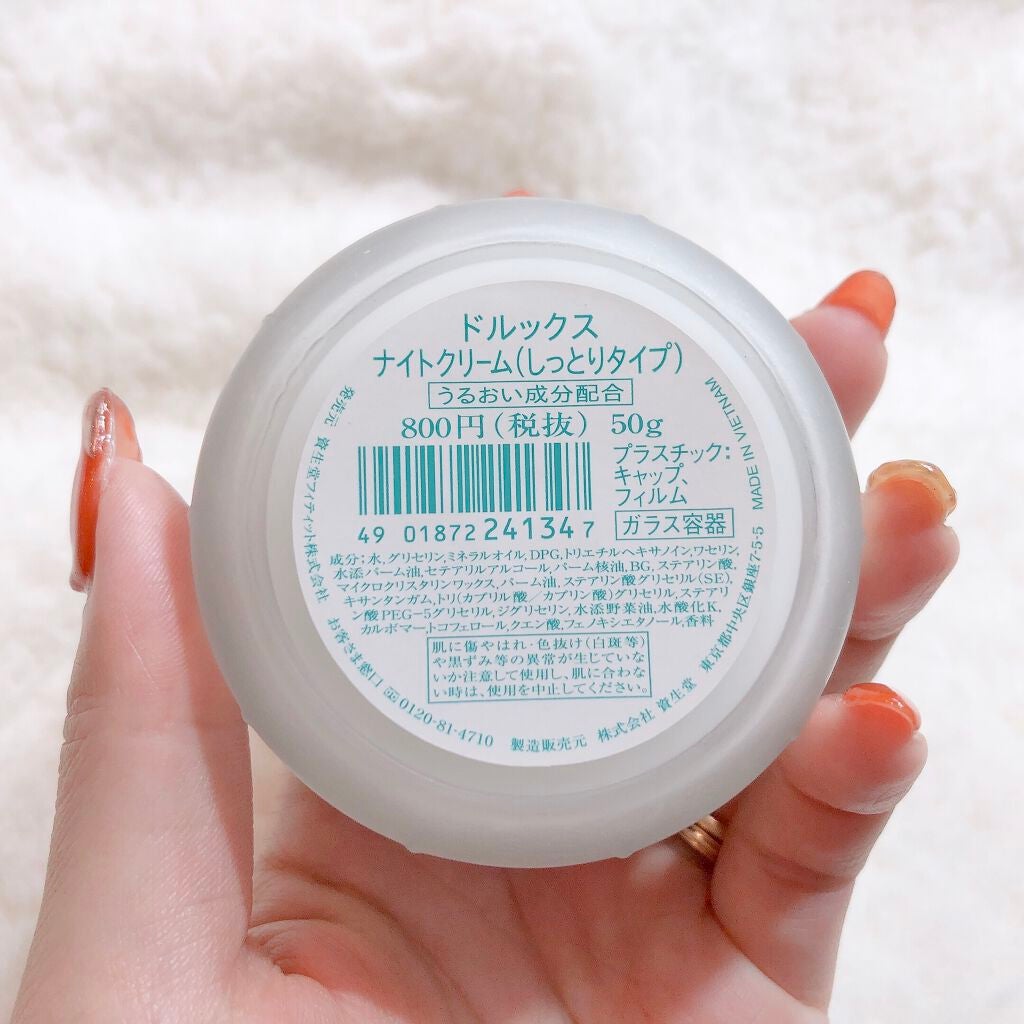 ドルックス
ナイトクリーム(しっとりタイプ)
うるおい成分配合
800円(税抜) 50g
プラスチック:
キャップ、
フィルム
ガラス容器
49 01872 24134 7
成分;水,グリセリン,ミネラルオイル,DPG,トリエチルヘキサノイン,ワセリン,
水添パーム油,セテアリルアルコール,パーム核油,BG,ステアリン酸,
マイクロクリスタリンワックス,パーム油,ステアリン酸グリセリル(SE),
キサンタンガム,トリ(カプリル酸/カプリン酸)グリセリル,ステアリ
ン酸PEG-5グリセリル,ジグリセリン,水添野菜油,水酸化K,
カルボマー,トコフェロール,クエン酸,フェノキシエタノール,香料
肌に傷やはれ・色抜け(白斑等)
や黒ずみ等の異常が生じていな
いか注意して使用し、肌に合わな
い時は、使用を中止してください。
発売元 資生堂フィティット株式会社 お客さま窓口 0120-81-4710
製造販売元 株式会社 資生堂 東京都中央区銀座7-5-5 MADE IN VIETNAM